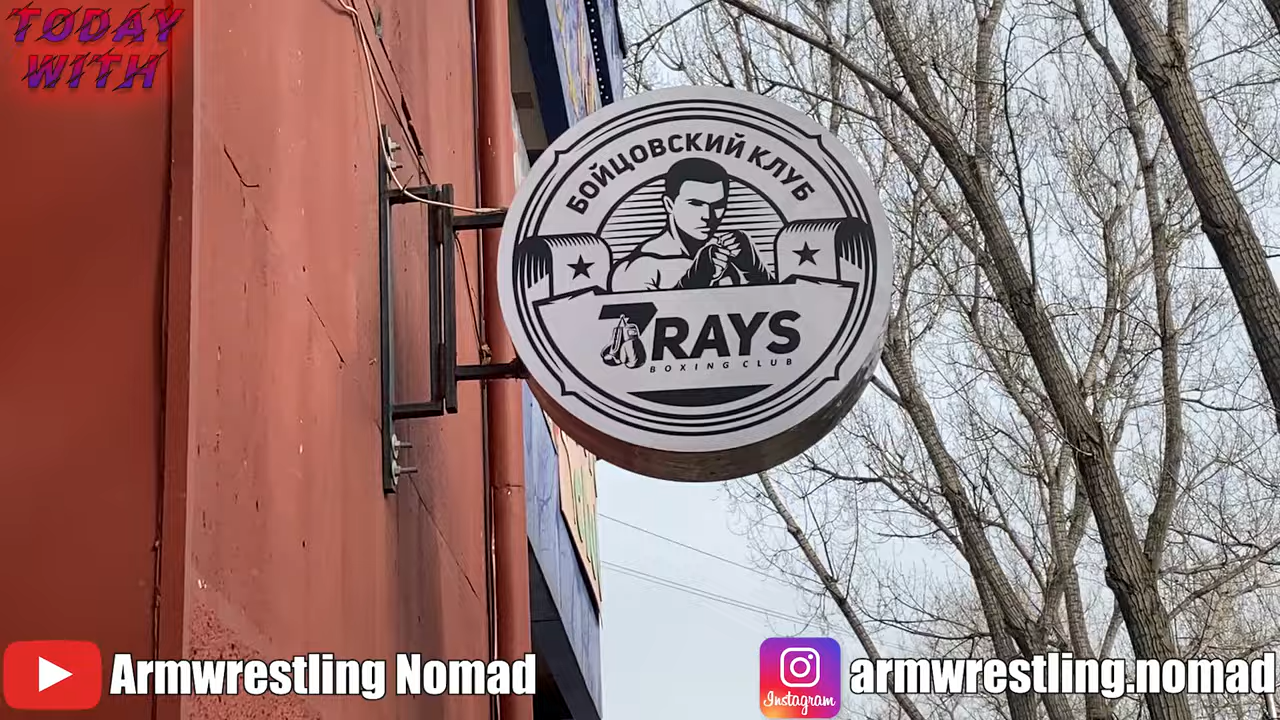 TODAY
WITH
БОЙЦОВСКИЙ КЛУБ
7RAYS
BOXING CLUB
Armwrestling Nomad
Instagram
armwrestling.nomad